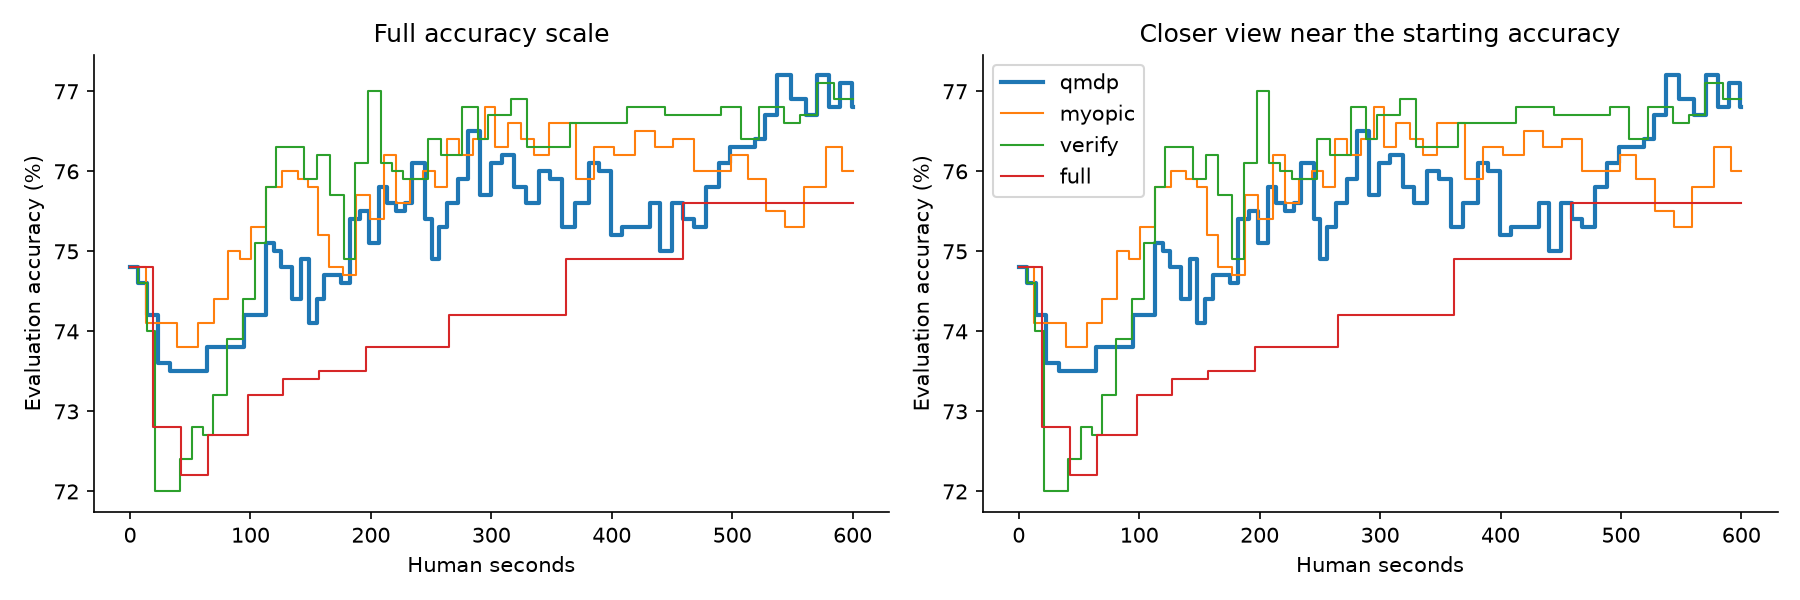 Full accuracy scale
Evaluation accuracy (%)
77
76
75
74
73
72
0 100 200 300 400 500 600
Human seconds
Closer view near the starting accuracy
Evaluation accuracy (%)
77
76
75
74
73
72
qmdp
myopic
verify
full
0 100 200 300 400 500 600
Human seconds